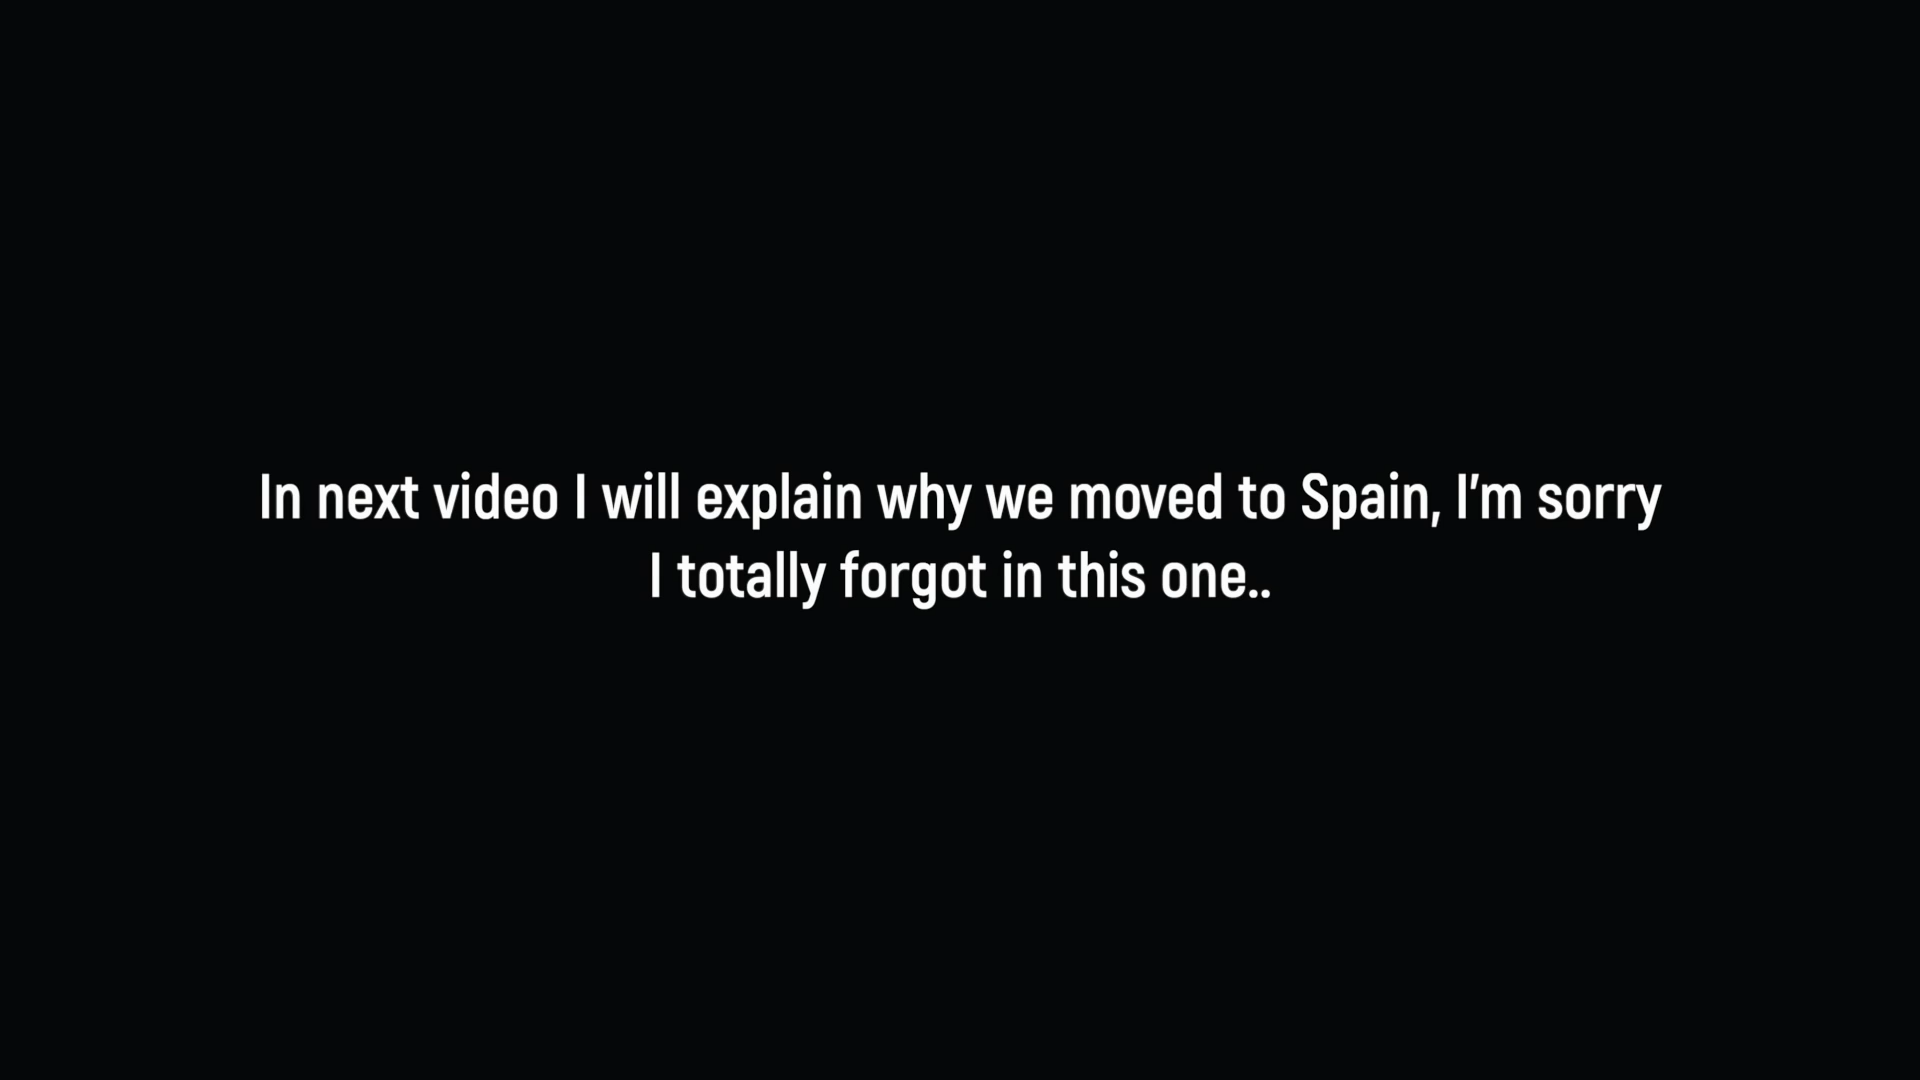 In next video I will explain why we moved to Spain, I'm sorry
I totally forgot in this one..